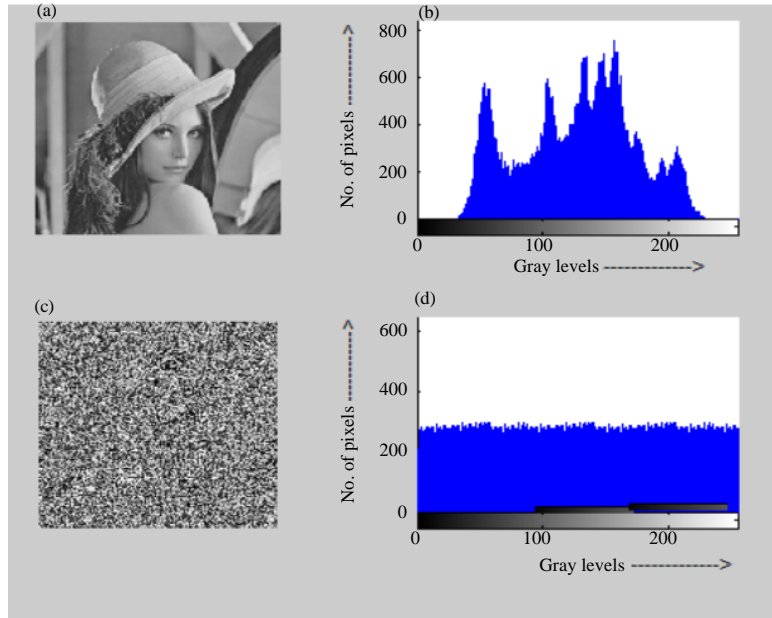 (a)
(b)
800
600
400
200
0
No. of pixels
0 100 200
Gray levels
(c)
(d)
600
400
200
0
No. of pixels
0 100 200
Gray levels